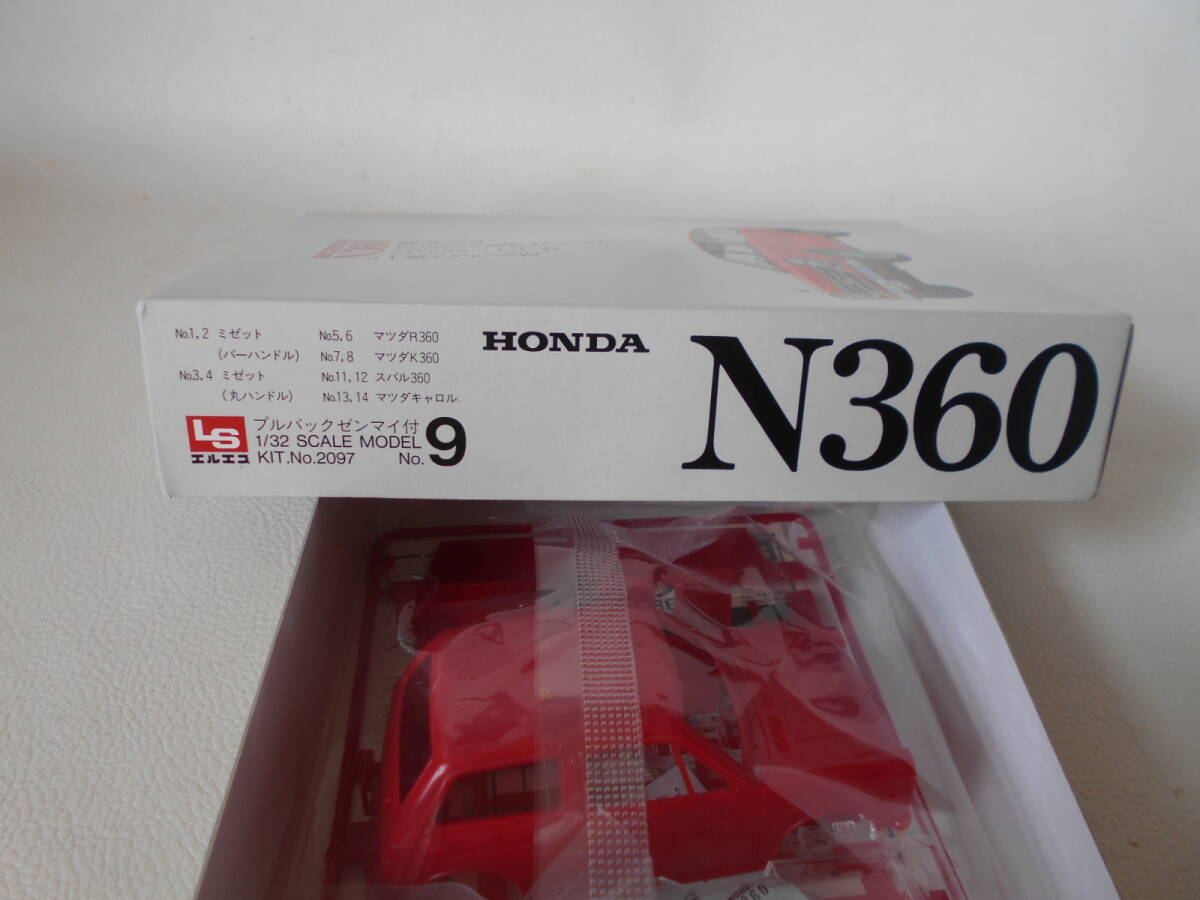 No.1,2 ミゼット
(バーハンドル)
No.3,4 ミゼット
(丸ハンドル)
No.5,6 マツダR360
No.7,8 マツダK360
No.11,12 スバル360
No.13,14 マツダキャロル
LS
エルエス
プルバックゼンマイ付
1/32 SCALE MODEL
KIT.No.2097 No.9
HONDA
N360